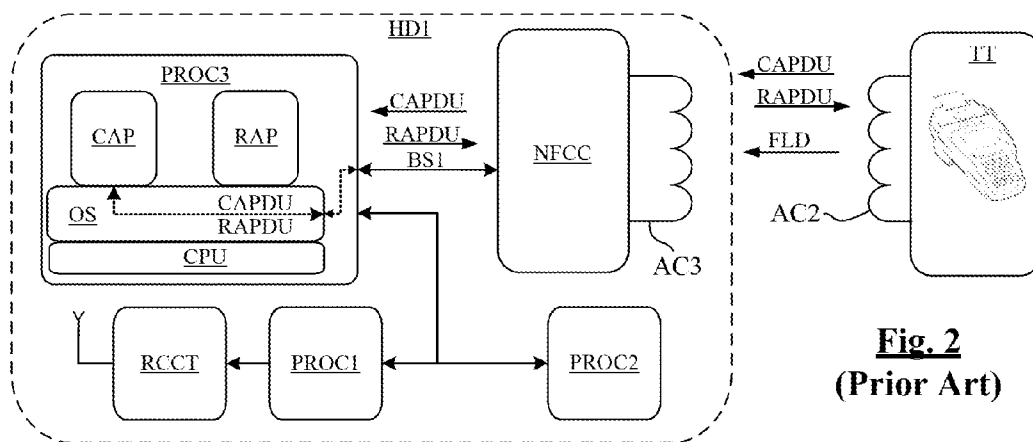 HD1
PROC3
CAP
RAP
OS
CAPDU
RAPDU
CPU
CAPDU
RAPDU
BS1
NFCC
AC3
CAPDU
RAPDU
FLD
AC2
TT
RCCT
PROC1
PROC2
Fig. 2
(Prior Art)